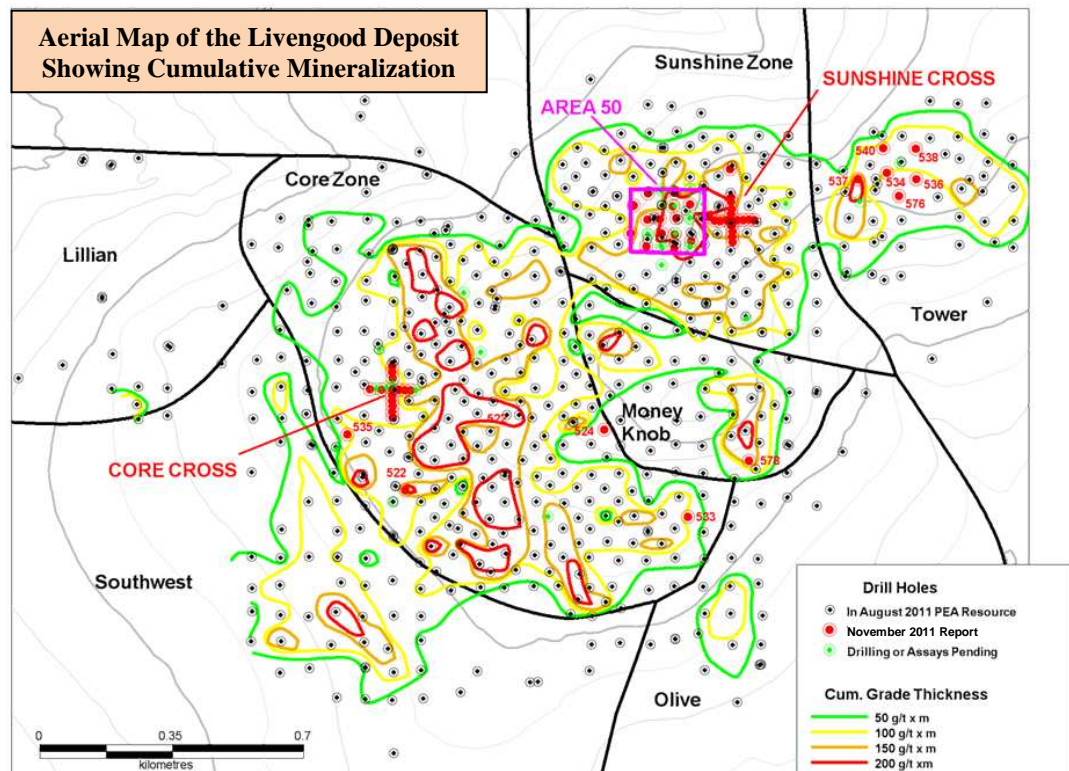 Aerial Map of the Livengood Deposit
Showing Cumulative Mineralization
Sunshine Zone
SUNSHINE CROSS
AREA 50
540
538
537
534
536
576
Core Zone
Lillian
Tower
522
524
Money
Knob
535
CORE CROSS
522
578
533
Southwest
Olive
Drill Holes
In August 2011 PEA Resource
November 2011 Report
Drilling or Assays Pending
Cum. Grade Thickness
50 g/t x m
100 g/t x m
150 g/t x m
200 g/t xm
0
0.35
0.7
kilometres